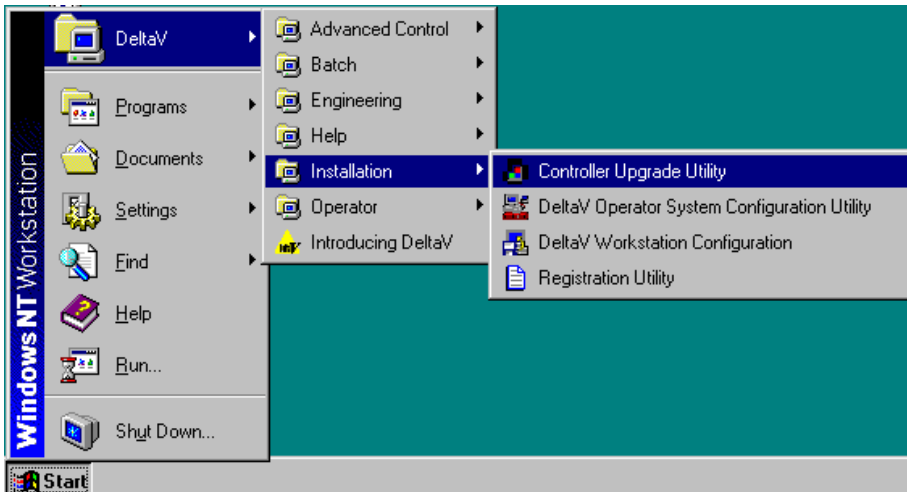 DeltaV
Programs
Documents
Settings
Find
Help
Run...
Shut Down...
Windows NT Workstation
Start
Advanced Control
Batch
Engineering
Help
Installation
Operator
Introducing DeltaV
Controller Upgrade Utility
DeltaV Operator System Configuration Utility
DeltaV Workstation Configuration
Registration Utility